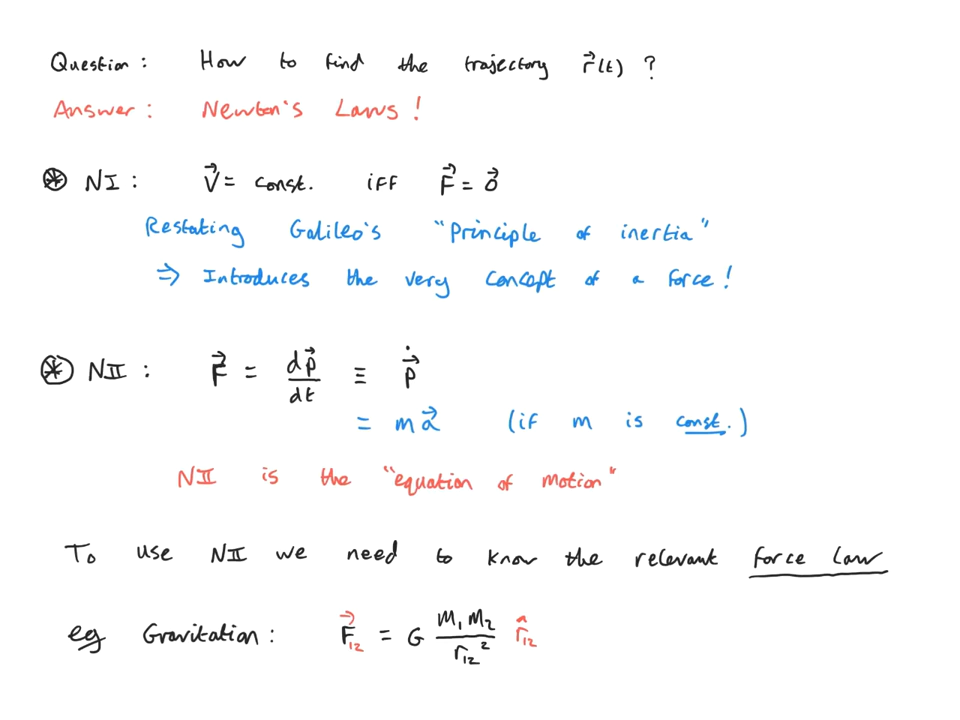 Question: How to find the trajectory r⃗(t) ?
Answer: Newton's Laws!
⊛ NI: v⃗ = const. iff F⃗ = 0⃗
Restating Galileo's "Principle of inertia"
⇒ Introduces the very concept of a force!
⊛ NII: F⃗ = dp⃗/dt ≡ ṗ⃗
= ma⃗ (if m is const.)
NII is the "equation of motion"
To use NII we need to know the relevant force law
eg Gravitation: F⃗₁₂ = G m₁m₂/r₁₂² r̂₁₂